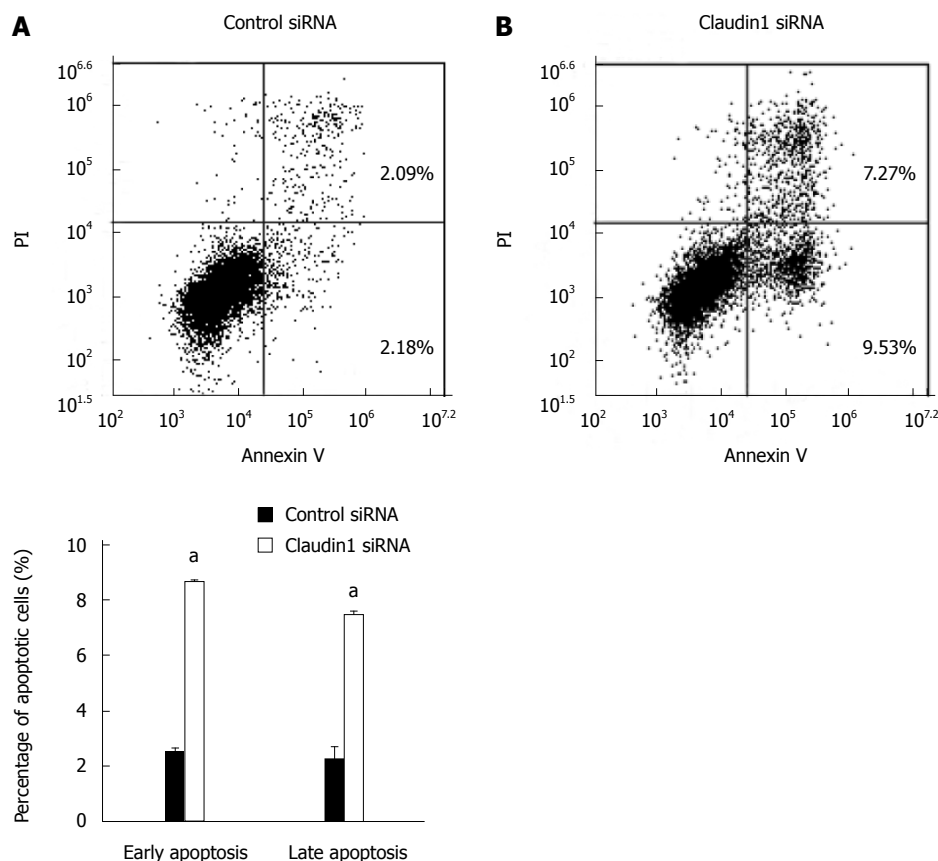 A
Control siRNA
10^6.6
10^6
10^5
10^4
10^3
10^2
10^1.5
PI
2.09%
2.18%
10^2 10^3 10^4 10^5 10^6 10^7.2
Annexin V
B
Claudin1 siRNA
10^6.6
10^6
10^5
10^4
10^3
10^2
10^1.5
PI
7.27%
9.53%
10^2 10^3 10^4 10^5 10^6 10^7.2
Annexin V
Control siRNA
Claudin1 siRNA
Percentage of apoptotic cells (%)
10
8
6
4
2
0
a
a
Early apoptosis Late apoptosis